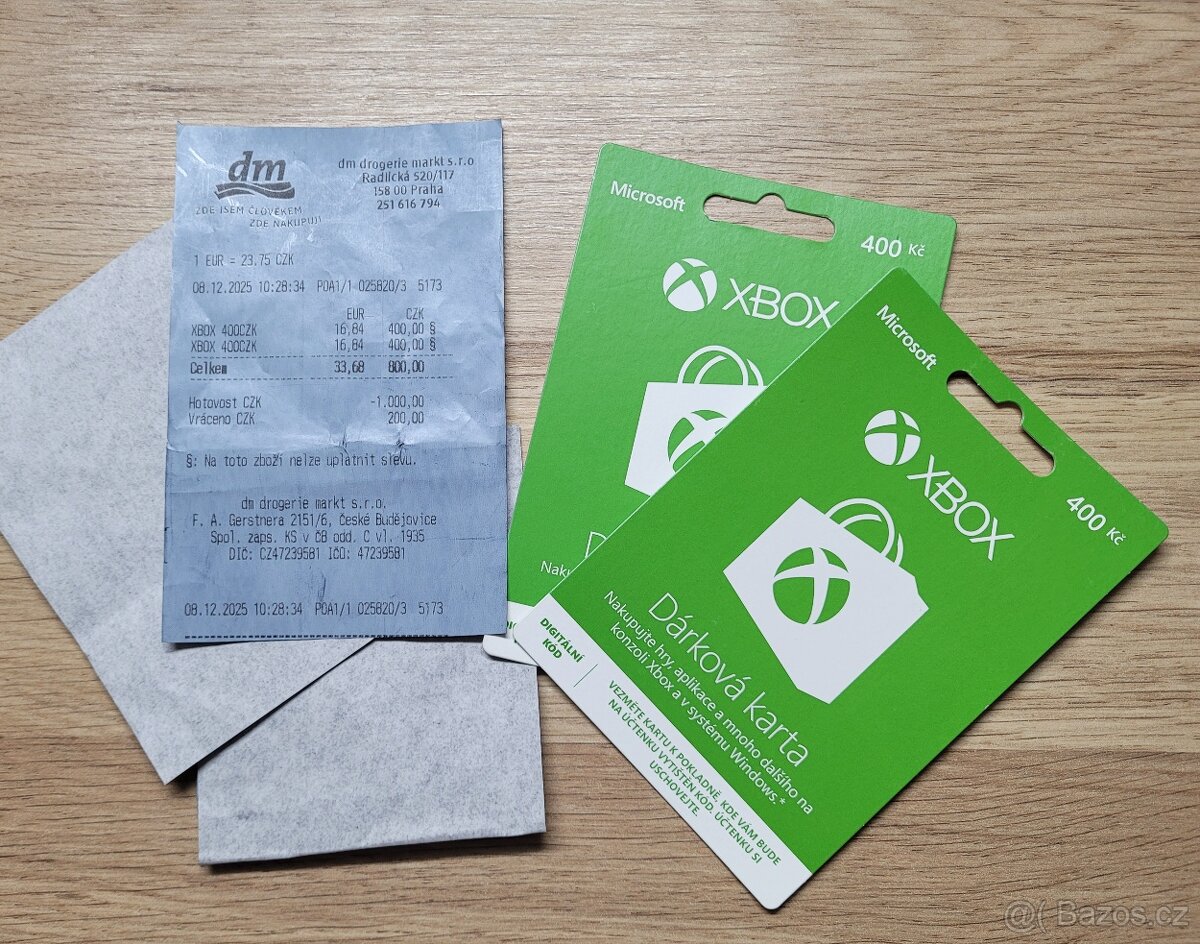 dm
ZDE JSEM ČLOVĚKEM
ZDE NAKUPUJI
dm drogerie markt s.r.o
Radlická 520/117
158 00 Praha
251 616 794
1 EUR = 23.75 CZK
08.12.2025 10:28:34 POA1/1 025820/3 5173
EUR CZK
XBOX 400CZK 16,84 400,00 §
XBOX 400CZK 16,84 400,00 §
Celkem 33,68 800,00
Hotovost CZK -1.000,00
Vráceno CZK 200,00
§: Na toto zboží nelze uplatnit slevu.
dm drogerie markt s.r.o.
F. A. Gerstnera 2151/6, České Budějovice
Spol. zaps. KS v ČB odd. C vl. 1935
DIČ: CZ47239581 IČO: 47239581
08.12.2025 10:28:34 POA1/1 025820/3 5173
Microsoft
400 Kč
XBOX
Nak
Microsoft
400 Kč
XBOX
Dárková karta
Nakupujte hry, aplikace a mnoho dalšího na
konzoli Xbox a v systému Windows.*
DIGITÁLNÍ
KÓD
VEZMĚTE KARTU K POKLADNĚ, KDE VÁM BUDE
NA ÚČTENKU VYTIŠTĚN KÓD. ÚČTENKU SI
USCHOVEJTE.
@( Bazos.cz